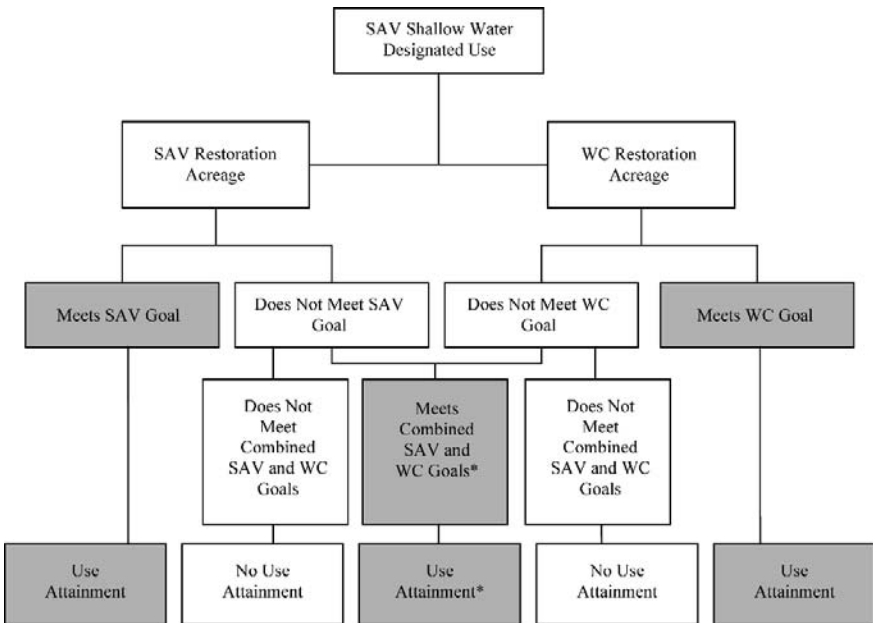 SAV Shallow Water
Designated Use
SAV Restoration
Acreage
WC Restoration
Acreage
Meets SAV Goal
Does Not Meet SAV
Goal
Does Not Meet WC
Goal
Meets WC Goal
Does Not
Meet
Combined
SAV and WC
Goals
Meets
Combined
SAV and
WC Goals*
Does Not
Meet
Combined
SAV and WC
Goals
Use
Attainment
No Use
Attainment
Use
Attainment*
No Use
Attainment
Use
Attainment